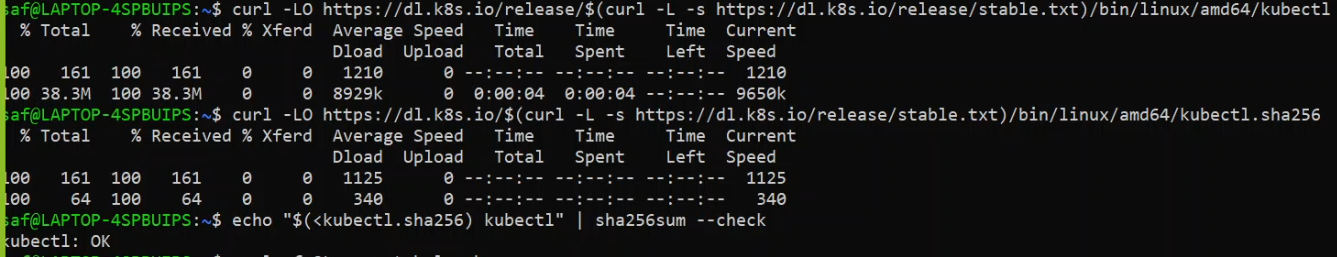 saf@LAPTOP-4SPBUIPS:~$ curl -LO https://dl.k8s.io/release/$(curl -L -s https://dl.k8s.io/release/stable.txt)/bin/linux/amd64/kubectl
  % Total    % Received % Xferd  Average Speed   Time    Time     Time  Current
                                 Dload  Upload   Total   Spent    Left  Speed
100   161  100   161    0     0   1210      0 --:--:-- --:--:-- --:--:--  1210
100 38.3M  100 38.3M    0     0  8929k      0  0:00:04  0:00:04 --:--:-- 9650k
saf@LAPTOP-4SPBUIPS:~$ curl -LO https://dl.k8s.io/$(curl -L -s https://dl.k8s.io/release/stable.txt)/bin/linux/amd64/kubectl.sha256
  % Total    % Received % Xferd  Average Speed   Time    Time     Time  Current
                                 Dload  Upload   Total   Spent    Left  Speed
100   161  100   161    0     0   1125      0 --:--:-- --:--:-- --:--:--  1125
100    64  100    64    0     0    340      0 --:--:-- --:--:-- --:--:--   340
saf@LAPTOP-4SPBUIPS:~$ echo "$(<kubectl.sha256) kubectl" | sha256sum --check
kubectl: OK